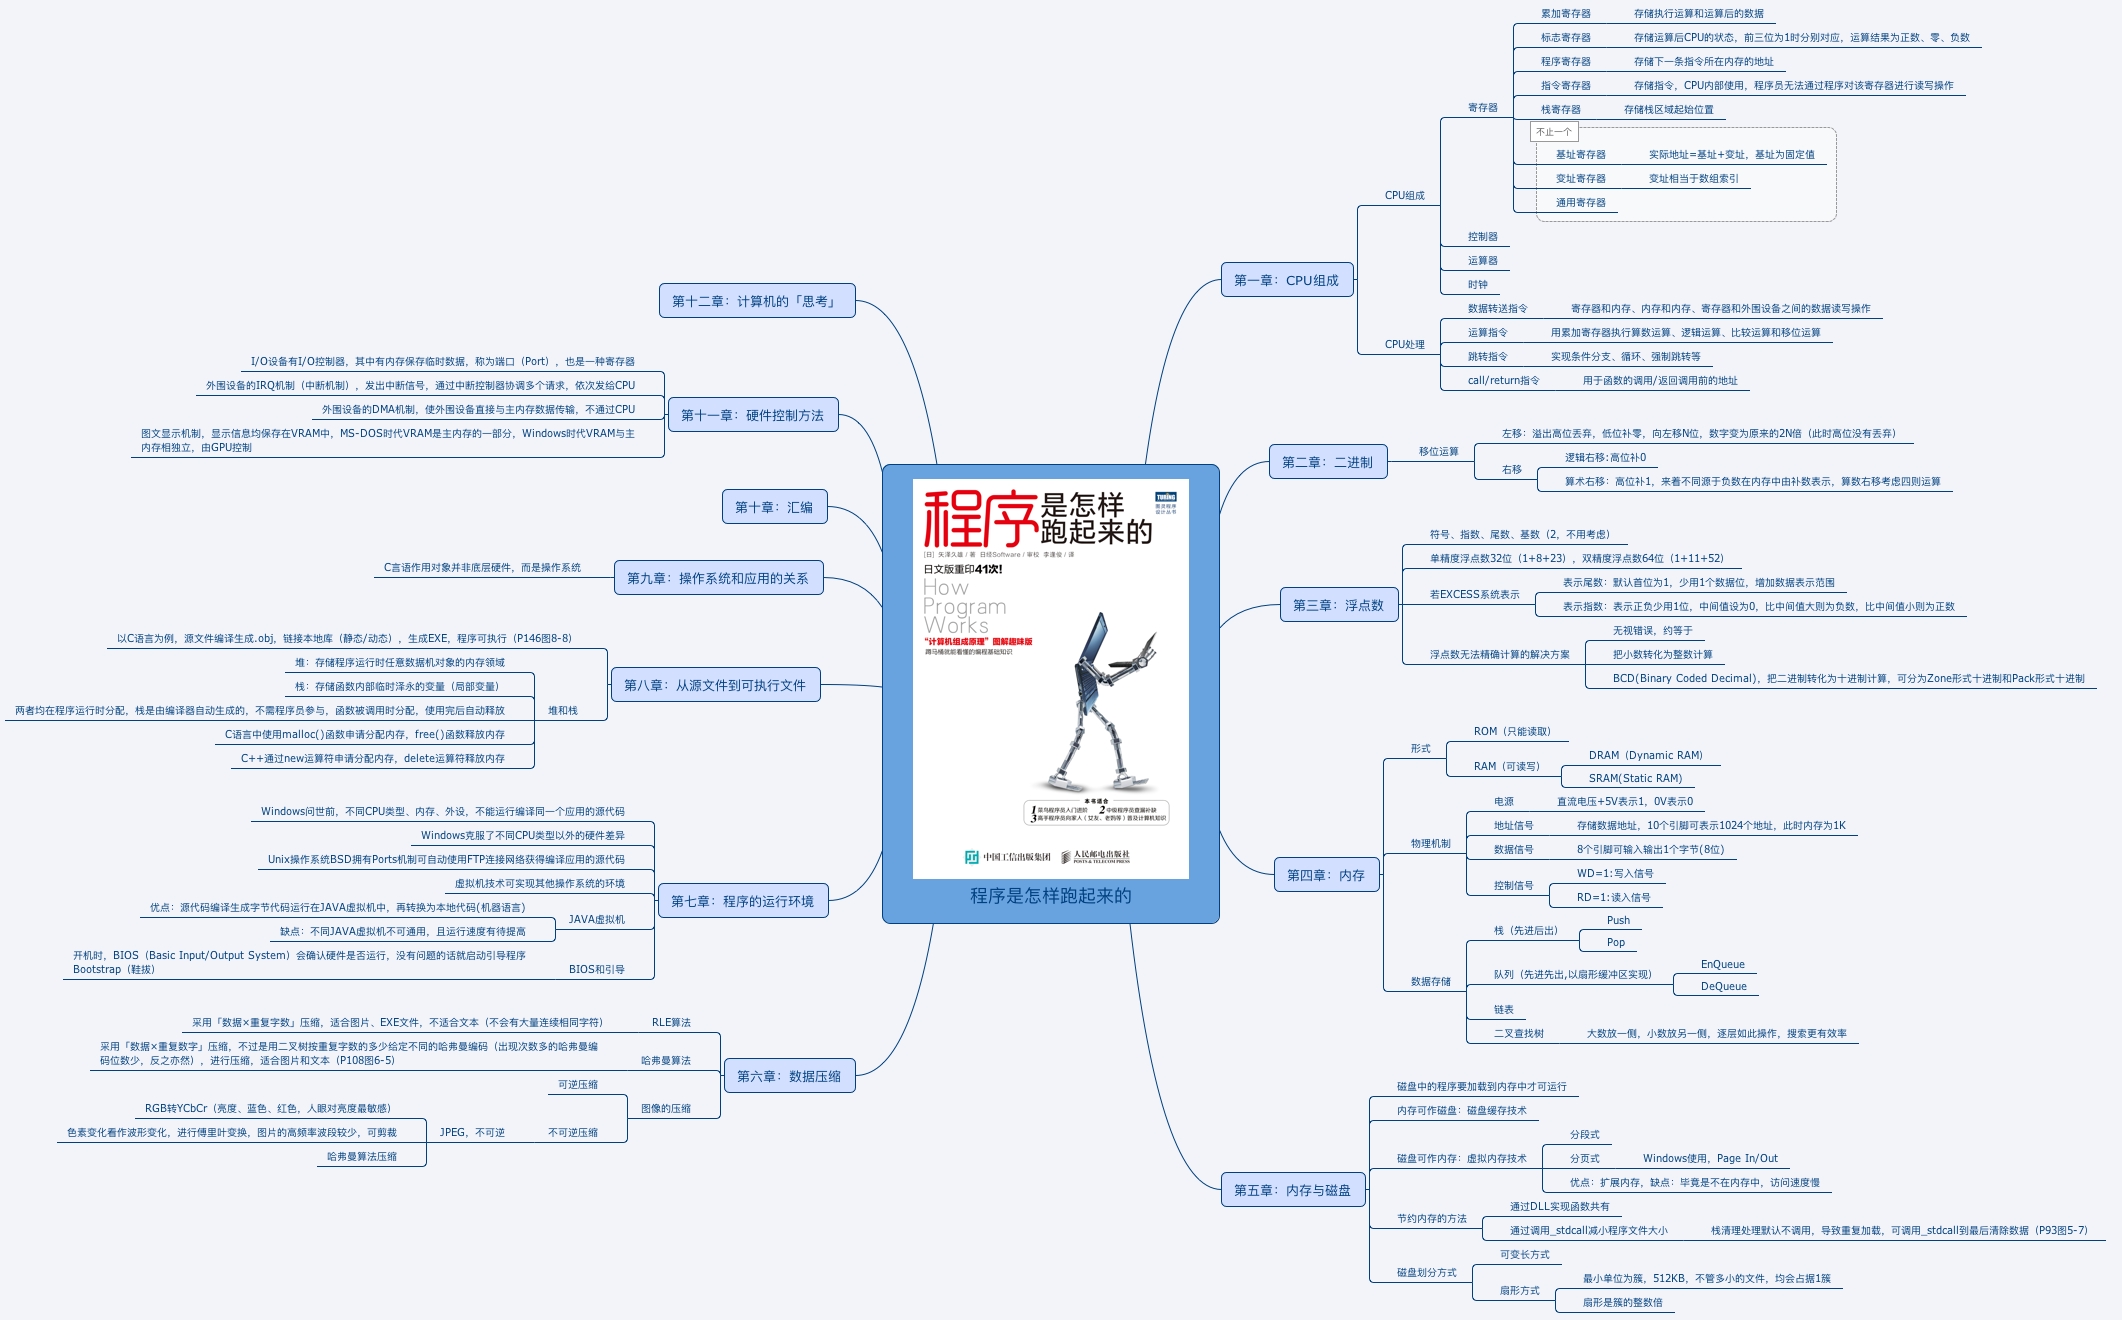 程序是怎样跑起来的
程序 是怎样
跑起来的
TURING
图灵程序
设计丛书
[日] 矢泽久雄 / 著 日经Software / 审校 李逢俊 / 译
日文版重印41次!
How
Program
Works
“计算机组成原理”图解趣味版
蹲马桶就能看懂的编程基础知识
本书适合
1 菜鸟程序员入门进阶 2 中级程序员查漏补缺
3 高手程序员向家人（女友、老妈等）普及计算机知识
中国工信出版集团 人民邮电出版社
POSTS & TELECOM PRESS
第一章：CPU组成
CPU组成
寄存器
累加寄存器 存储执行运算和运算后的数据
标志寄存器 存储运算后CPU的状态，前三位为1时分别对应，运算结果为正数、零、负数
程序寄存器 存储下一条指令所在内存的地址
指令寄存器 存储指令，CPU内部使用，程序员无法通过程序对该寄存器进行读写操作
栈寄存器 存储栈区域起始位置
不止一个
基址寄存器 实际地址=基址+变址，基址为固定值
变址寄存器 变址相当于数组索引
通用寄存器
控制器
运算器
时钟
CPU处理
数据转送指令 寄存器和内存、内存和内存、寄存器和外围设备之间的数据读写操作
运算指令 用累加寄存器执行算数运算、逻辑运算、比较运算和移位运算
跳转指令 实现条件分支、循环、强制跳转等
call/return指令 用于函数的调用/返回调用前的地址
第二章：二进制
移位运算
左移：溢出高位丢弃，低位补零，向左移N位，数字变为原来的2N倍（此时高位没有丢弃）
右移
逻辑右移:高位补0
算术右移：高位补1，来着不同源于负数在内存中由补数表示，算数右移考虑四则运算
第三章：浮点数
符号、指数、尾数、基数（2，不用考虑）
单精度浮点数32位（1+8+23），双精度浮点数64位（1+11+52）
若EXCESS系统表示
表示尾数：默认首位为1，少用1个数据位，增加数据表示范围
表示指数：表示正负少用1位，中间值设为0，比中间值大则为负数，比中间值小则为正数
浮点数无法精确计算的解决方案
无视错误，约等于
把小数转化为整数计算
BCD(Binary Coded Decimal)，把二进制转化为十进制计算，可分为Zone形式十进制和Pack形式十进制
第四章：内存
形式
ROM（只能读取）
RAM（可读写）
DRAM（Dynamic RAM）
SRAM(Static RAM)
物理机制
电源 直流电压+5V表示1，0V表示0
地址信号 存储数据地址，10个引脚可表示1024个地址，此时内存为1K
数据信号 8个引脚可输入输出1个字节(8位)
控制信号
WD=1:写入信号
RD=1:读入信号
数据存储
栈（先进后出）
Push
Pop
队列（先进先出,以扇形缓冲区实现）
EnQueue
DeQueue
链表
二叉查找树 大数放一侧，小数放另一侧，逐层如此操作，搜索更有效率
第五章：内存与磁盘
磁盘中的程序要加载到内存中才可运行
内存可作磁盘：磁盘缓存技术
磁盘可作内存：虚拟内存技术
分段式
分页式 Windows使用，Page In/Out
优点：扩展内存，缺点：毕竟是不在内存中，访问速度慢
节约内存的方法
通过DLL实现函数共有
通过调用_stdcall减小程序文件大小 栈清理处理默认不调用，导致重复加载，可调用_stdcall到最后清除数据（P93图5-7）
磁盘划分方式
可变长方式
扇形方式
最小单位为簇，512KB，不管多小的文件，均会占据1簇
扇形是簇的整数倍
第六章：数据压缩
采用「数据×重复字数」压缩，适合图片、EXE文件，不适合文本（不会有大量连续相同字符） RLE算法
采用「数据×重复数字」压缩，不过是用二叉树按重复字数的多少给定不同的哈弗曼编码（出现次数多的哈弗曼编
码位数少，反之亦然），进行压缩，适合图片和文本（P108图6-5）
哈弗曼算法
图像的压缩
可逆压缩
不可逆压缩
JPEG，不可逆
RGB转YCbCr（亮度、蓝色、红色，人眼对亮度最敏感）
色素变化看作波形变化，进行傅里叶变换，图片的高频率波段较少，可剪裁
哈弗曼算法压缩
第七章：程序的运行环境
Windows问世前，不同CPU类型、内存、外设，不能运行编译同一个应用的源代码
Windows克服了不同CPU类型以外的硬件差异
Unix操作系统BSD拥有Ports机制可自动使用FTP连接网络获得编译应用的源代码
虚拟机技术可实现其他操作系统的环境
JAVA虚拟机
优点：源代码编译生成字节代码运行在JAVA虚拟机中，再转换为本地代码(机器语言)
缺点：不同JAVA虚拟机不可通用，且运行速度有待提高
开机时，BIOS（Basic Input/Output System）会确认硬件是否运行，没有问题的话就启动引导程序
Bootstrap（鞋拔）
BIOS和引导
第八章：从源文件到可执行文件
以C语言为例，源文件编译生成.obj，链接本地库（静态/动态），生成EXE，程序可执行（P146图8-8）
堆和栈
堆：存储程序运行时任意数据机对象的内存领域
栈：存储函数内部临时泽永的变量（局部变量）
两者均在程序运行时分配，栈是由编译器自动生成的，不需程序员参与，函数被调用时分配，使用完后自动释放
C语言中使用malloc()函数申请分配内存，free()函数释放内存
C++通过new运算符申请分配内存，delete运算符释放内存
第九章：操作系统和应用的关系
C言语作用对象并非底层硬件，而是操作系统
第十章：汇编
第十一章：硬件控制方法
I/O设备有I/O控制器，其中有内存保存临时数据，称为端口（Port），也是一种寄存器
外围设备的IRQ机制（中断机制），发出中断信号，通过中断控制器协调多个请求，依次发给CPU
外围设备的DMA机制，使外围设备直接与主内存数据传输，不通过CPU
图文显示机制，显示信息均保存在VRAM中，MS-DOS时代VRAM是主内存的一部分，Windows时代VRAM与主
内存相独立，由GPU控制
第十二章：计算机的「思考」